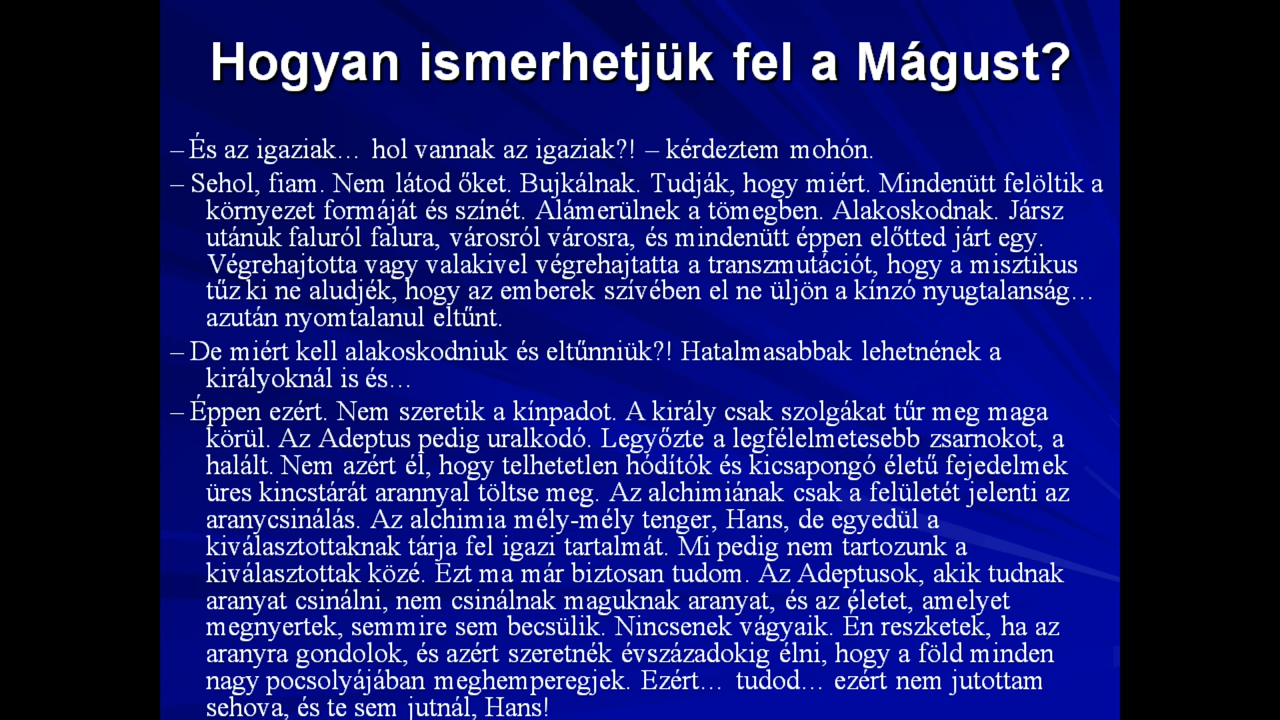 Hogyan ismerhetjük fel a Mágust?
– És az igaziak… hol vannak az igaziak?! – kérdeztem mohón.
– Sehol, fiam. Nem látod őket. Bujkálnak. Tudják, hogy miért. Mindenütt felöltik a
környezet formáját és színét. Alámerülnek a tömegben. Alakoskodnak. Jársz
utánuk faluról falura, városról városra, és mindenütt éppen előtted járt egy.
Végrehajtotta vagy valakivel végrehajtatta a transzmutációt, hogy a misztikus
tűz ki ne aludjék, hogy az emberek szívében el ne üljön a kínzó nyugtalanság…
azután nyomtalanul eltűnt.
– De miért kell alakoskodniuk és eltűnniük?! Hatalmasabbak lehetnének a
királyoknál is és…
– Éppen ezért. Nem szeretik a kínpadot. A király csak szolgákat tűr meg maga
körül. Az Adeptus pedig uralkodó. Legyőzte a legfélelmetesebb zsarnokot, a
halált. Nem azért él, hogy telhetetlen hódítók és kicsapongó életű fejedelmek
üres kincstárát arannyal töltse meg. Az alchimiának csak a felületét jelenti az
aranycsinálás. Az alchimia mély-mély tenger, Hans, de egyedül a
kiválasztottaknak tárja fel igazi tartalmát. Mi pedig nem tartozunk a
kiválasztottak közé. Ezt ma már biztosan tudom. Az Adeptusok, akik tudnak
aranyat csinálni, nem csinálnak maguknak aranyat, és az életet, amelyet
megnyertek, semmire sem becsülik. Nincsenek vágyaik. Én reszketek, ha az
aranyra gondolok, és azért szeretnék évszázadokig élni, hogy a föld minden
nagy pocsolyájában meghemperegjek. Ezért… tudod… ezért nem jutottam
sehova, és te sem jutnál, Hans!